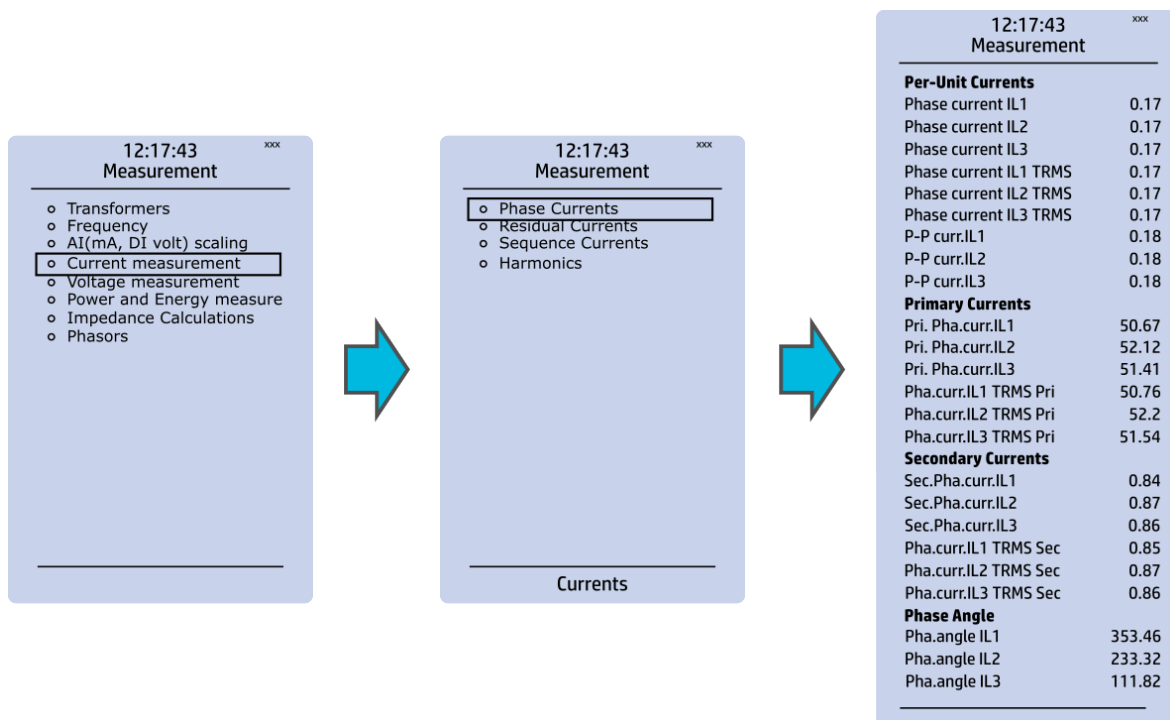 12:17:43 xxx
Measurement
Transformers
Frequency
AI(mA, DI volt) scaling
Current measurement
Voltage measurement
Power and Energy measure
Impedance Calculations
Phasors
12:17:43 xxx
Measurement
Phase Currents
Residual Currents
Sequence Currents
Harmonics
Currents
12:17:43 xxx
Measurement
Per-Unit Currents
Phase current IL1 0.17
Phase current IL2 0.17
Phase current IL3 0.17
Phase current IL1 TRMS 0.17
Phase current IL2 TRMS 0.17
Phase current IL3 TRMS 0.17
P-P curr.IL1 0.18
P-P curr.IL2 0.18
P-P curr.IL3 0.18
Primary Currents
Pri. Pha.curr.IL1 50.67
Pri. Pha.curr.IL2 52.12
Pri. Pha.curr.IL3 51.41
Pha.curr.IL1 TRMS Pri 50.76
Pha.curr.IL2 TRMS Pri 52.2
Pha.curr.IL3 TRMS Pri 51.54
Secondary Currents
Sec.Pha.curr.IL1 0.84
Sec.Pha.curr.IL2 0.87
Sec.Pha.curr.IL3 0.86
Pha.curr.IL1 TRMS Sec 0.85
Pha.curr.IL2 TRMS Sec 0.87
Pha.curr.IL3 TRMS Sec 0.86
Phase Angle
Pha.angle IL1 353.46
Pha.angle IL2 233.32
Pha.angle IL3 111.82